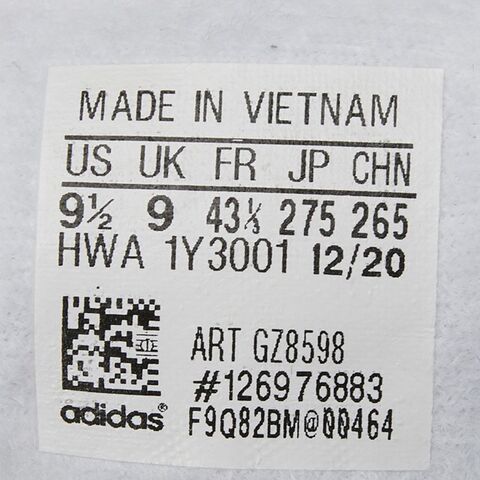 MADE IN VIETNAM
US UK FR JP CHN
9½ 9 43⅓ 275 265
HWA 1Y3001 12/20
ART GZ8598
#126976883
adidas®
F9Q82BM@00464